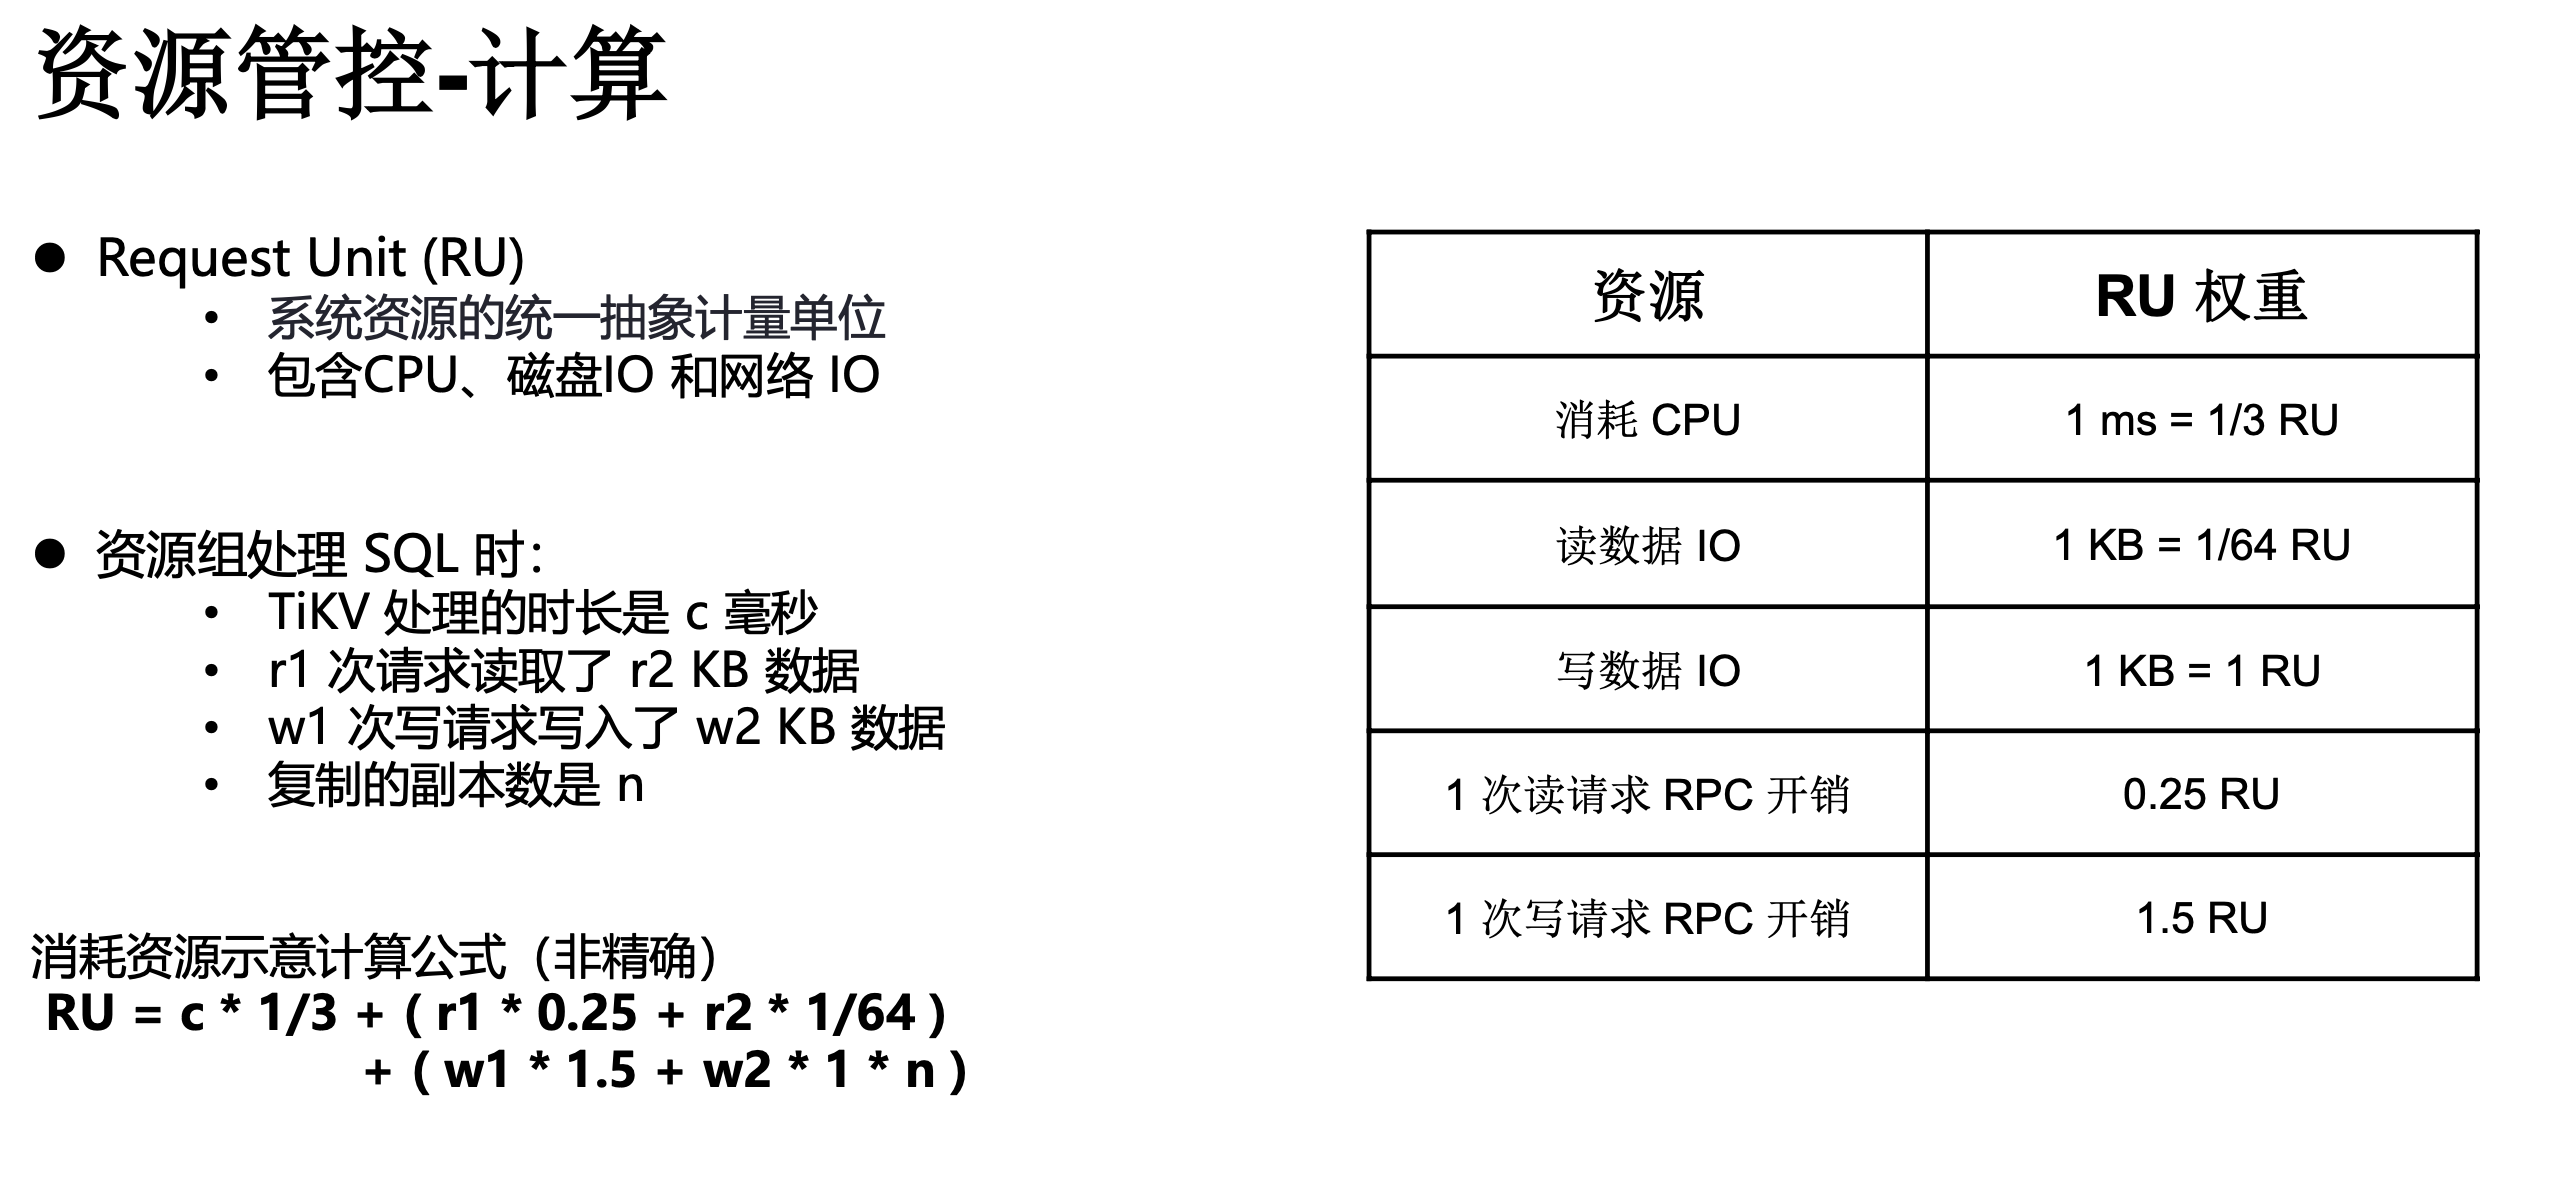 资源管控-计算
● Request Unit (RU)
• 系统资源的统一抽象计量单位
• 包含CPU、磁盘IO 和网络 IO
● 资源组处理 SQL 时：
• TiKV 处理的时长是 c 毫秒
• r1 次请求读取了 r2 KB 数据
• w1 次写请求写入了 w2 KB 数据
• 复制的副本数是 n
消耗资源示意计算公式（非精确）
RU = c * 1/3 + ( r1 * 0.25 + r2 * 1/64 )
+ ( w1 * 1.5 + w2 * 1 * n )
资源 RU 权重
消耗 CPU 1 ms = 1/3 RU
读数据 IO 1 KB = 1/64 RU
写数据 IO 1 KB = 1 RU
1 次读请求 RPC 开销 0.25 RU
1 次写请求 RPC 开销 1.5 RU